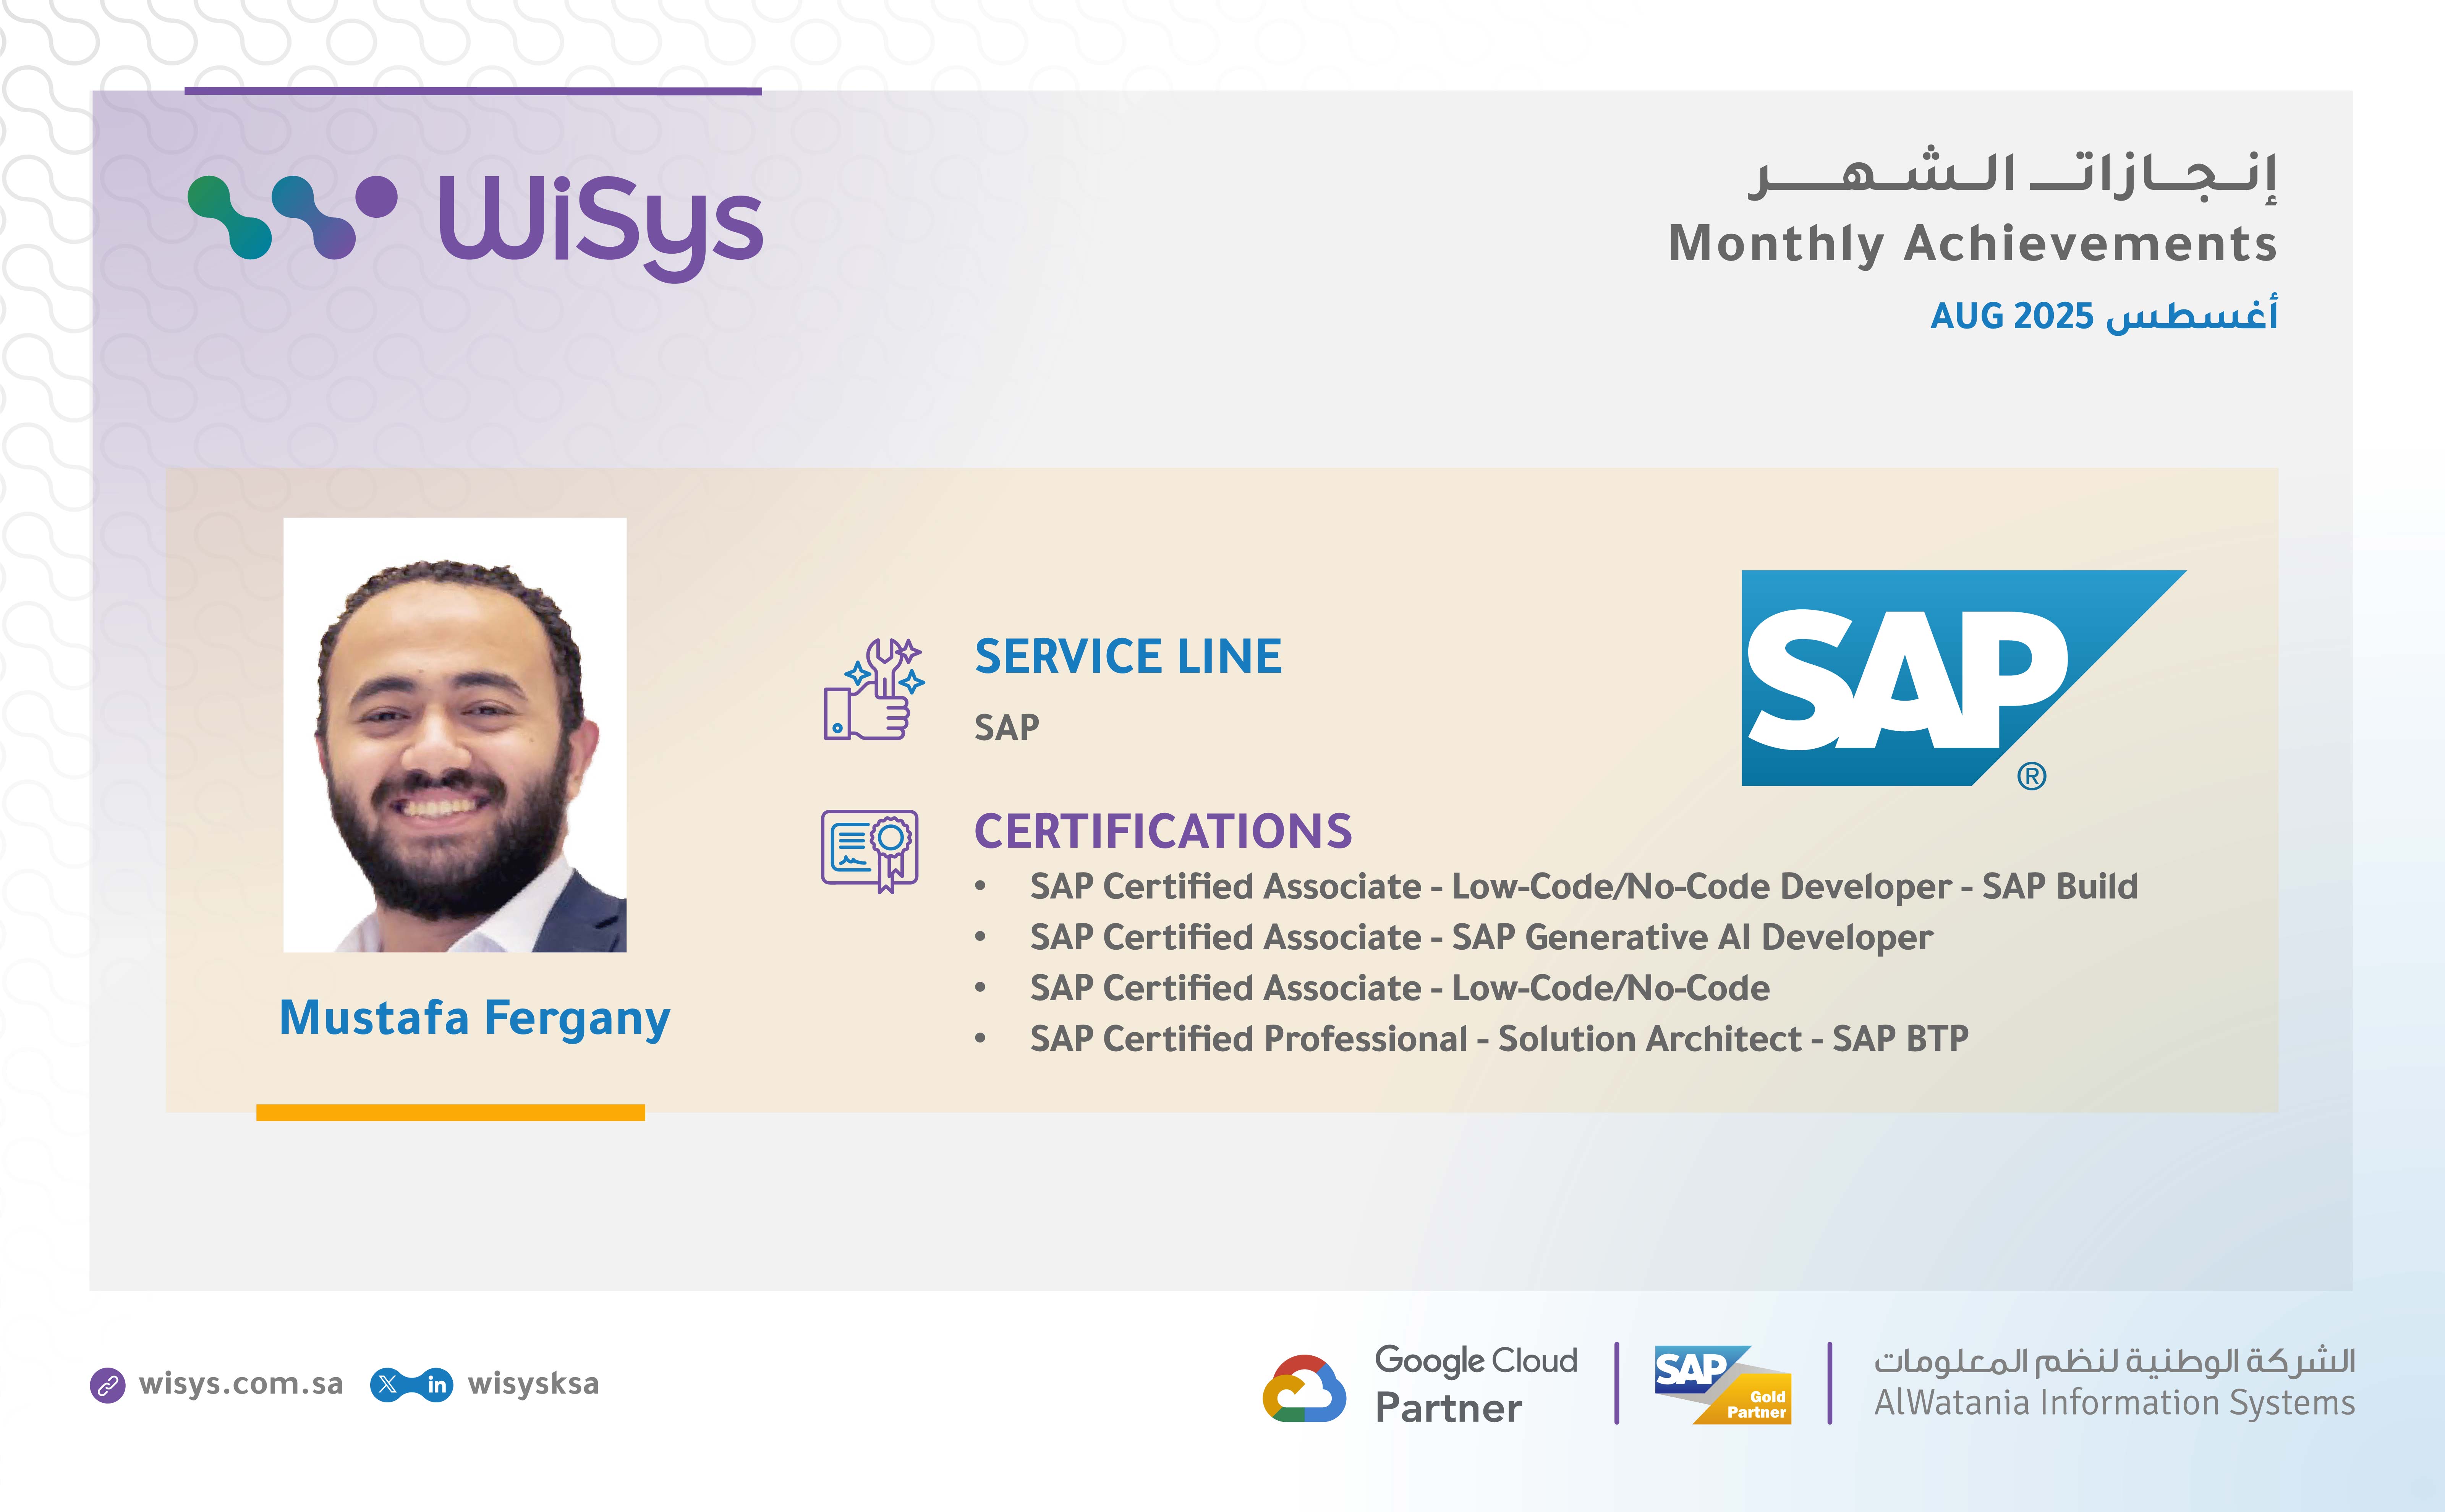 WiSys
إنجازات الشهر
Monthly Achievements
أغسطس AUG 2025
SERVICE LINE
SAP
SAP
®
CERTIFICATIONS
• SAP Certified Associate - Low-Code/No-Code Developer - SAP Build
• SAP Certified Associate - SAP Generative AI Developer
• SAP Certified Associate - Low-Code/No-Code
• SAP Certified Professional - Solution Architect - SAP BTP
Mustafa Fergany
wisys.com.sa
X in wisysksa
Google Cloud
Partner
SAP
Gold
Partner
الشركة الوطنية لنظم المعلومات
AlWatania Information Systems